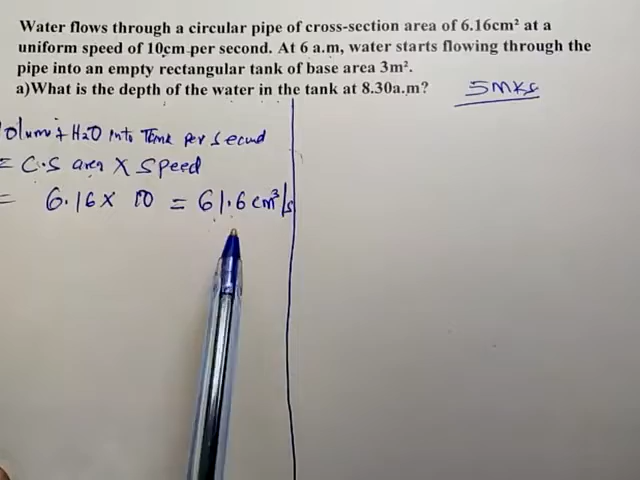 Water flows through a circular pipe of cross-section area of 6.16cm² at a
uniform speed of 10cm per second. At 6 a.m, water starts flowing through the
pipe into an empty rectangular tank of base area 3m².
a)What is the depth of the water in the tank at 8.30a.m? 5mks
H₂O into Tank per second
= C.S area × Speed
= 6.16 × 10 = 61.6 cm³/s